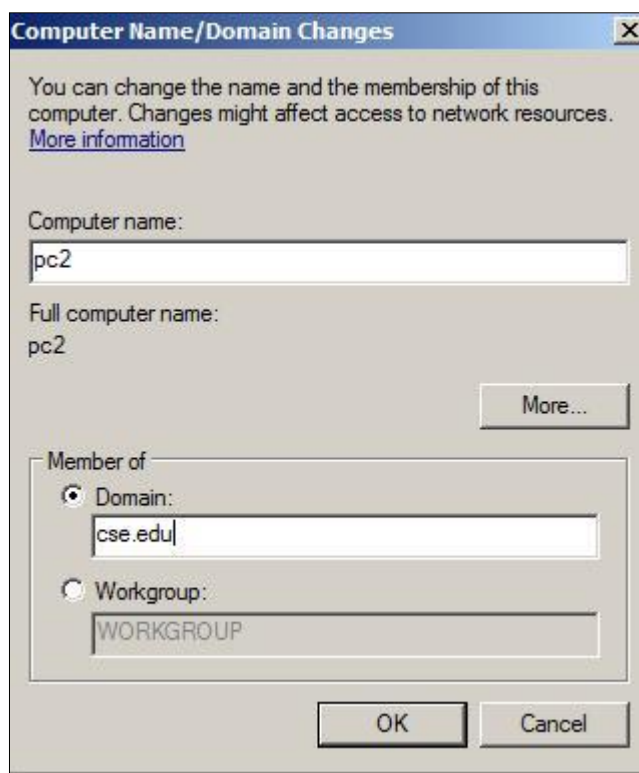 Computer Name/Domain Changes
You can change the name and the membership of this
computer. Changes might affect access to network resources.
More information
Computer name:
pc2
Full computer name:
pc2
More...
Member of
Domain:
cse.edu
Workgroup:
WORKGROUP
OK
Cancel